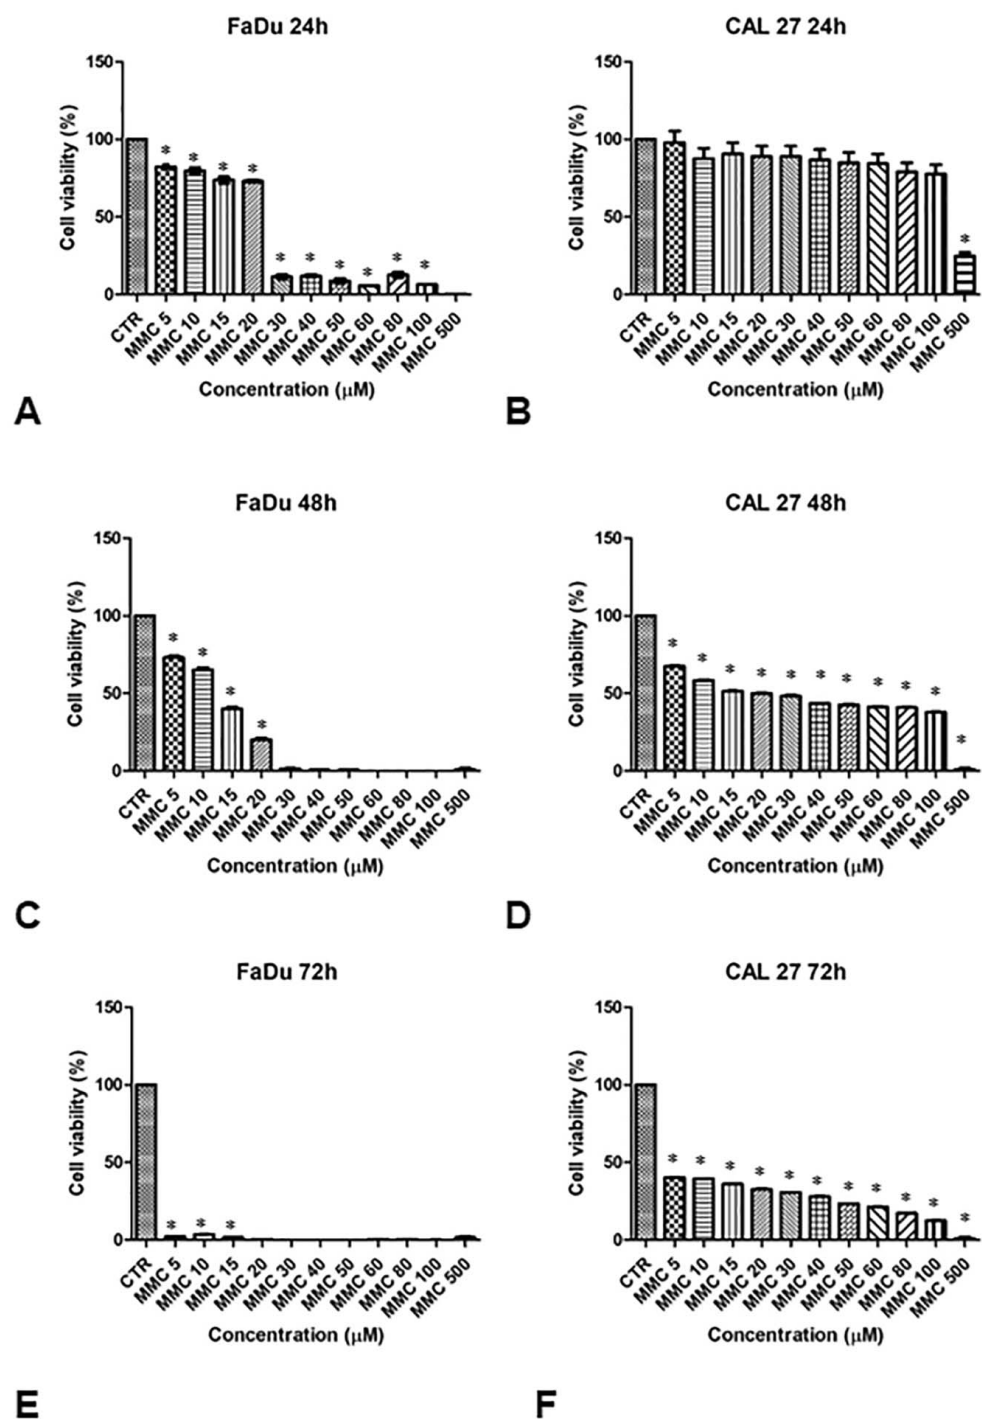 FaDu 24h
Cell viability (%)
150
100
50
0
* * * * * * * * * *
CTR
MMC 5
MMC 10
MMC 15
MMC 20
MMC 30
MMC 40
MMC 50
MMC 60
MMC 80
MMC 100
MMC 500
Concentration (μM)
A
CAL 27 24h
Cell viability (%)
150
100
50
0
*
CTR
MMC 5
MMC 10
MMC 15
MMC 20
MMC 30
MMC 40
MMC 50
MMC 60
MMC 80
MMC 100
MMC 500
Concentration (μM)
B
FaDu 48h
Cell viability (%)
150
100
50
0
* * * *
CTR
MMC 5
MMC 10
MMC 15
MMC 20
MMC 30
MMC 40
MMC 50
MMC 60
MMC 80
MMC 100
MMC 500
Concentration (μM)
C
CAL 27 48h
Cell viability (%)
150
100
50
0
* * * * * * * * * * *
CTR
MMC 5
MMC 10
MMC 15
MMC 20
MMC 30
MMC 40
MMC 50
MMC 60
MMC 80
MMC 100
MMC 500
Concentration (μM)
D
FaDu 72h
Cell viability (%)
150
100
50
0
* * *
CTR
MMC 5
MMC 10
MMC 15
MMC 20
MMC 30
MMC 40
MMC 50
MMC 60
MMC 80
MMC 100
MMC 500
Concentration (μM)
E
CAL 27 72h
Cell viability (%)
150
100
50
0
* * * * * * * * * * *
CTR
MMC 5
MMC 10
MMC 15
MMC 20
MMC 30
MMC 40
MMC 50
MMC 60
MMC 80
MMC 100
MMC 500
Concentration (μM)
F